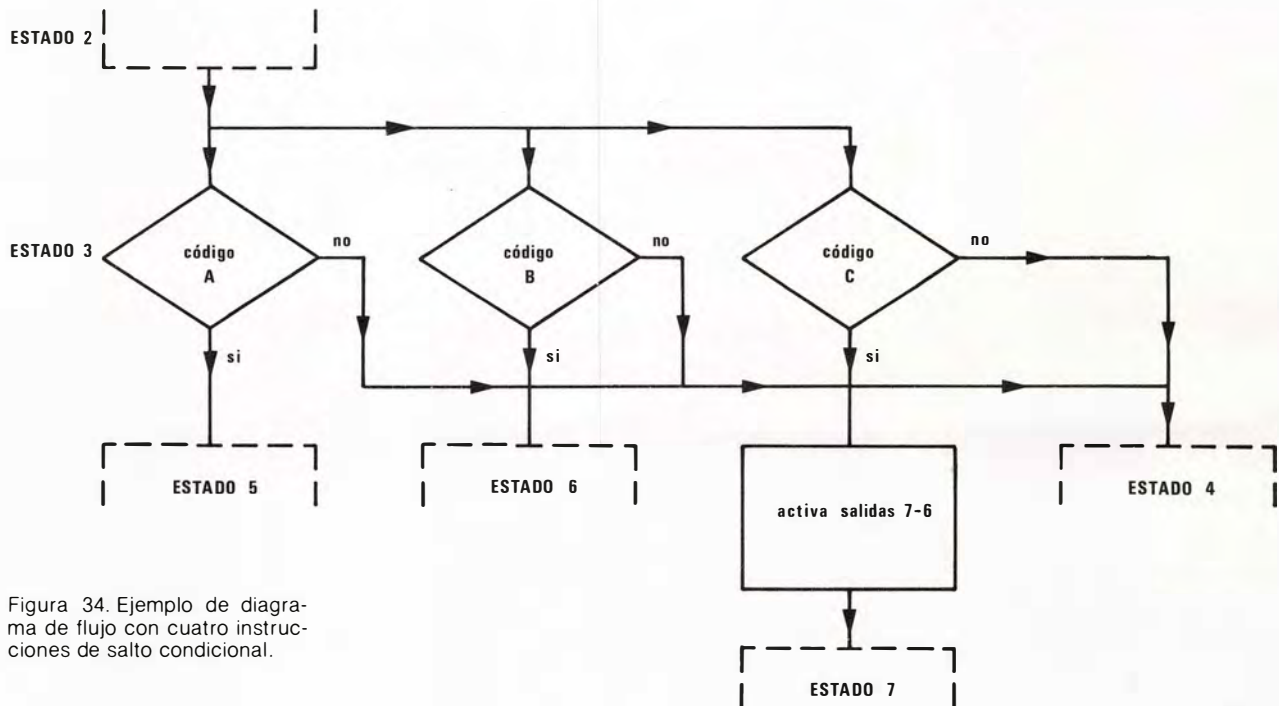 ESTADO 2
ESTADO 3
código
A
no
código
B
no
código
C
no
si
si
si
ESTADO 5
ESTADO 6
activa salidas 7-6
ESTADO 4
Figura 34. Ejemplo de diagra-
ma de flujo con cuatro instruc-
ciones de salto condicional.
ESTADO 7